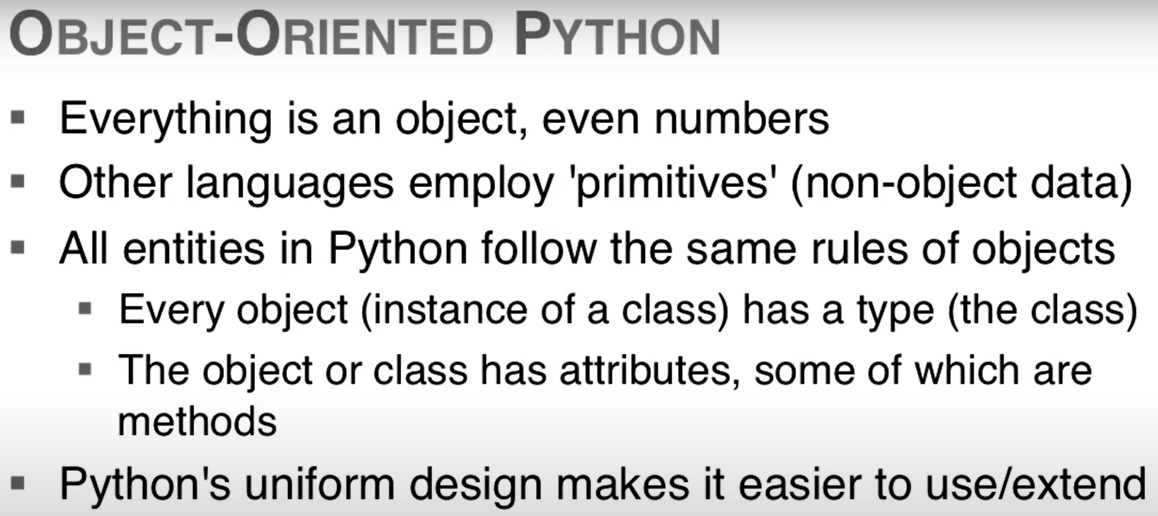 OBJECT-ORIENTED PYTHON
▪ Everything is an object, even numbers
▪ Other languages employ 'primitives' (non-object data)
▪ All entities in Python follow the same rules of objects
▪ Every object (instance of a class) has a type (the class)
▪ The object or class has attributes, some of which are
methods
▪ Python's uniform design makes it easier to use/extend